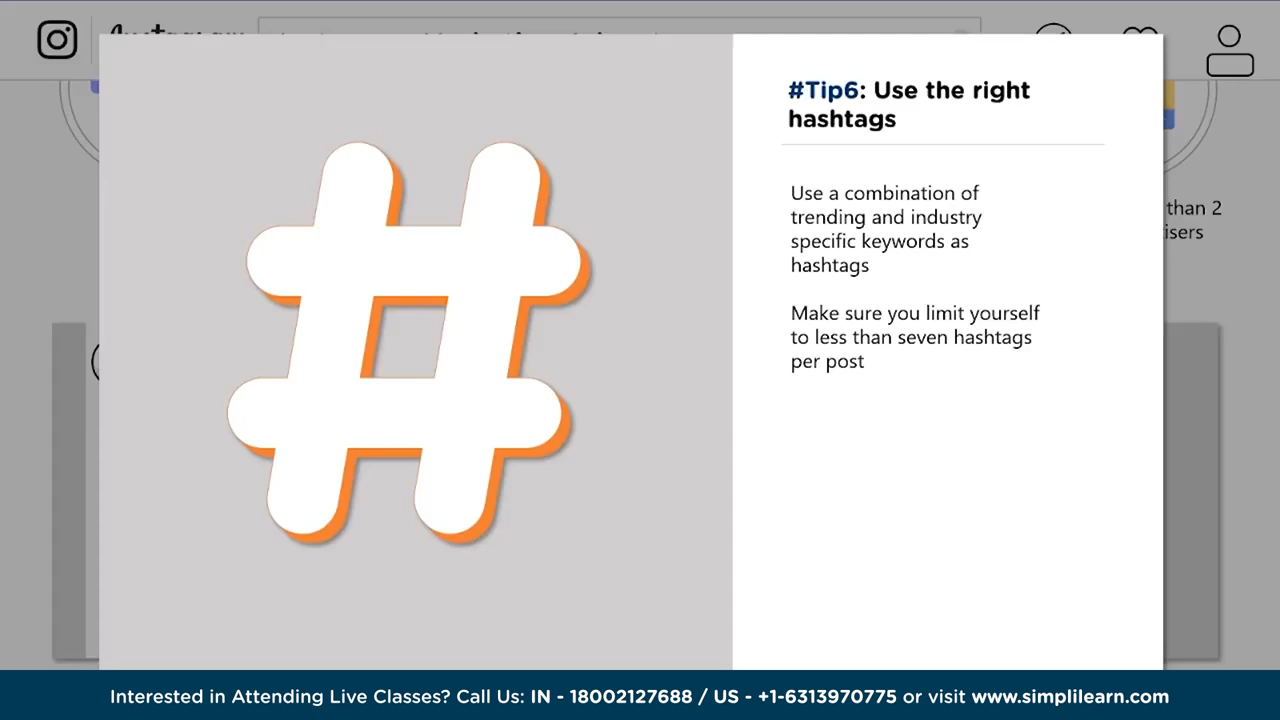 #Tip6: Use the right
hashtags
Use a combination of
trending and industry
specific keywords as
hashtags
Make sure you limit yourself
to less than seven hashtags
per post
than 2
isers
Interested in Attending Live Classes? Call Us: IN - 18002127688 / US - +1-6313970775 or visit www.simplilearn.com